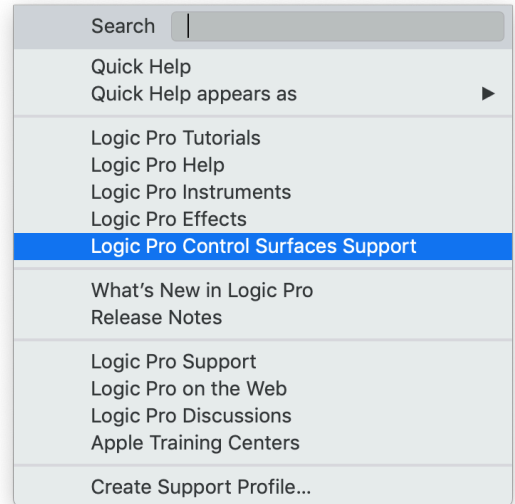 Search
Quick Help
Quick Help appears as
Logic Pro Tutorials
Logic Pro Help
Logic Pro Instruments
Logic Pro Effects
Logic Pro Control Surfaces Support
What's New in Logic Pro
Release Notes
Logic Pro Support
Logic Pro on the Web
Logic Pro Discussions
Apple Training Centers
Create Support Profile...